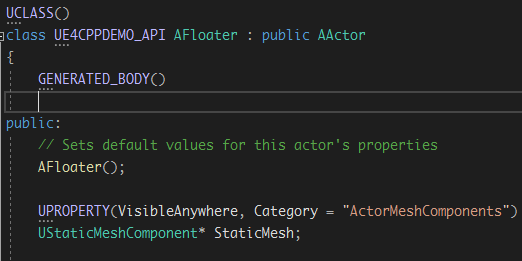 UCLASS()
class UE4CPPDEMO_API AFloater : public AActor
{
GENERATED_BODY()
public:
// Sets default values for this actor's properties
AFloater();
UPROPERTY(VisibleAnywhere, Category = "ActorMeshComponents")
UStaticMeshComponent* StaticMesh;